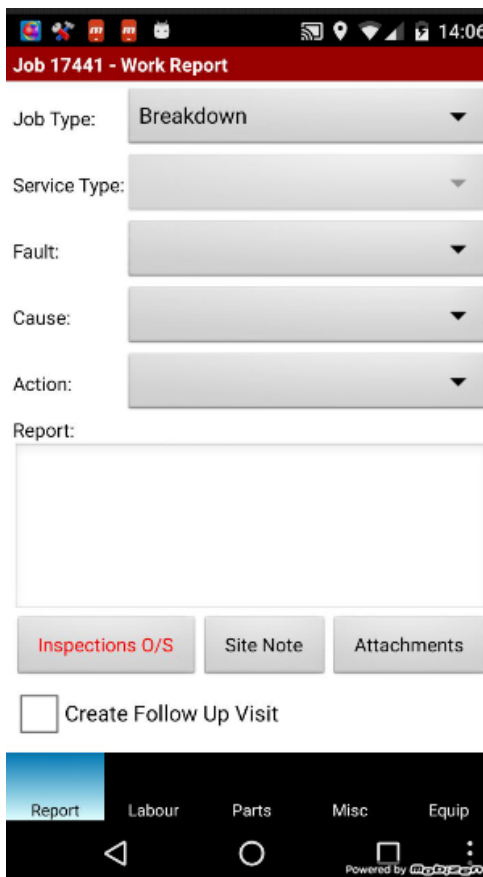 14:06
Job 17441 - Work Report
Job Type: Breakdown
Service Type:
Fault:
Cause:
Action:
Report:
Inspections O/S Site Note Attachments
Create Follow Up Visit
Report Labour Parts Misc Equip
Powered by